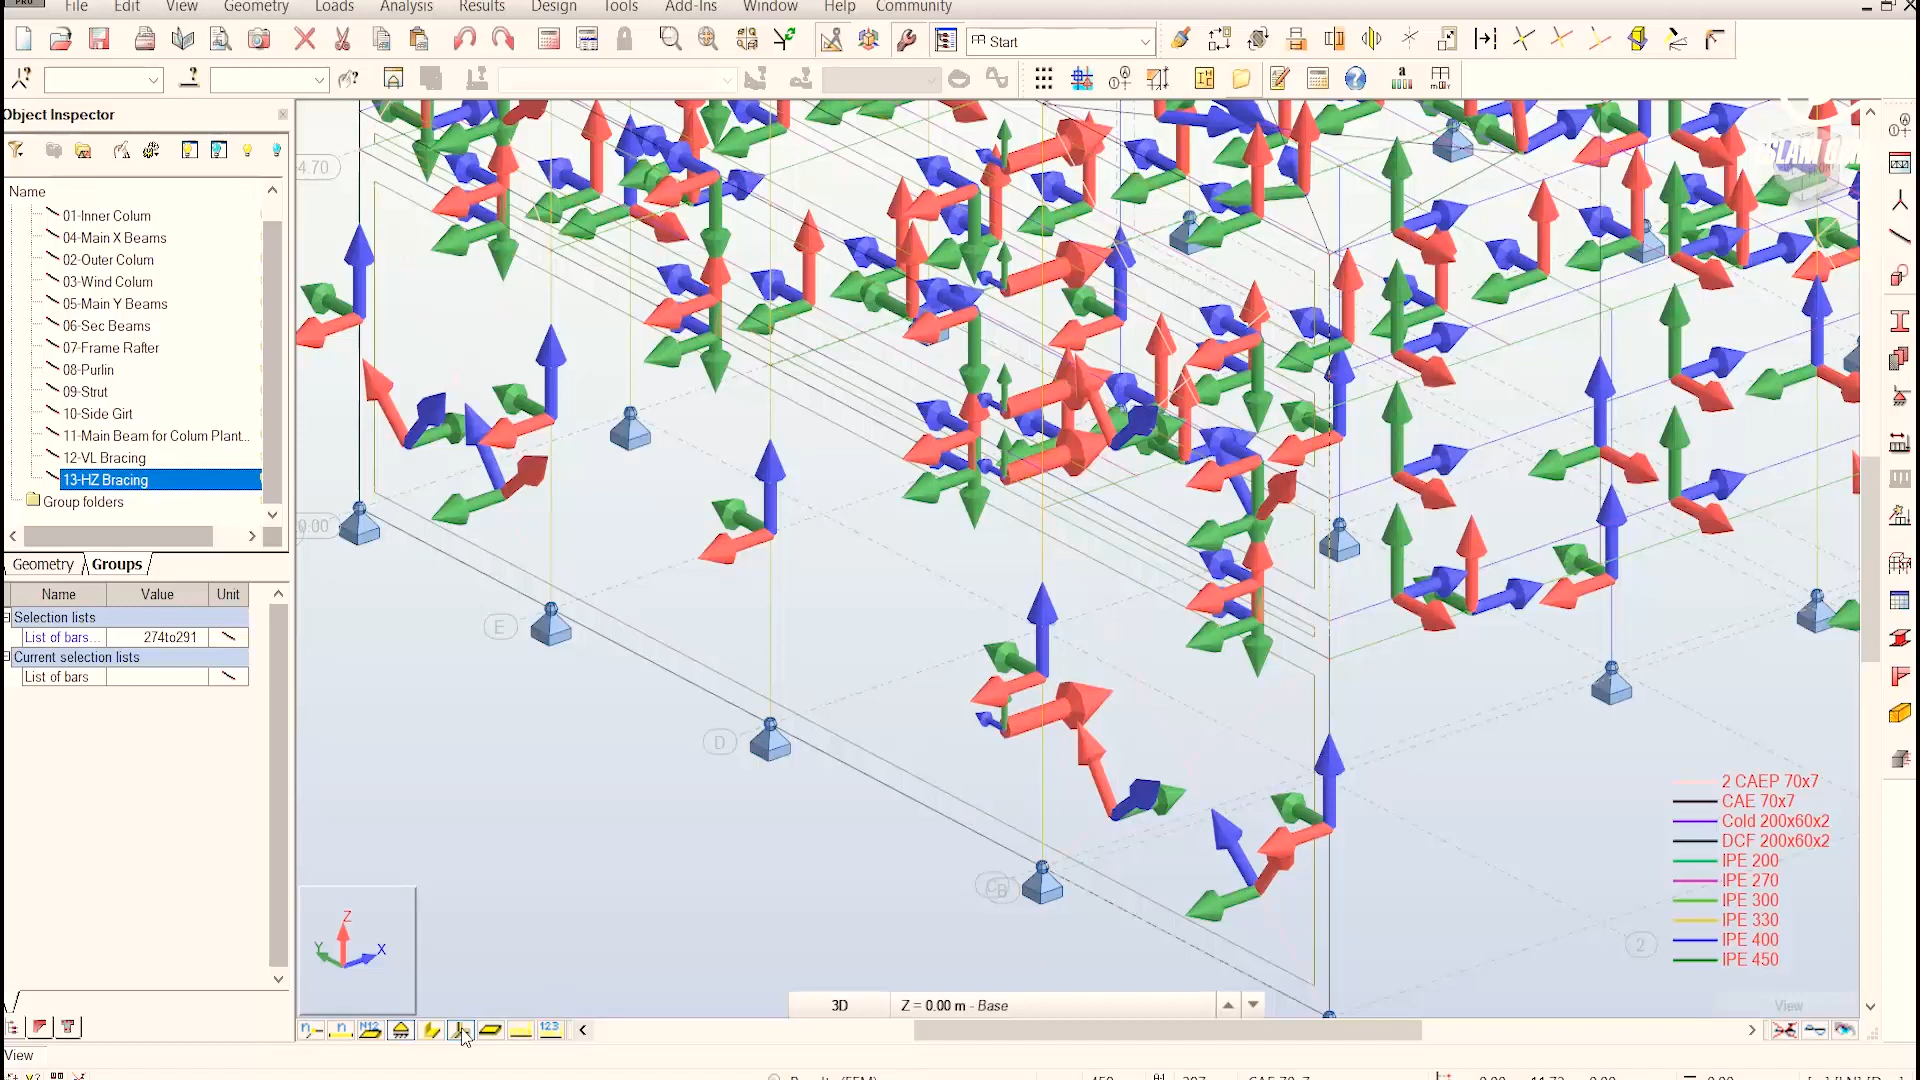 PRO
File Edit View Geometry Loads Analysis Results Design Tools Add-Ins Window Help Community
Start
Object Inspector
Name
01-Inner Colum
04-Main X Beams
02-Outer Colum
03-Wind Colum
05-Main Y Beams
06-Sec Beams
07-Frame Rafter
08-Purlin
09-Strut
10-Side Girt
11-Main Beam for Colum Plant...
12-VL Bracing
13-HZ Bracing
Group folders
Geometry Groups
Name Value Unit
Selection lists
List of bars... 274to291
Current selection lists
List of bars
4.70
0.00
E
D
2
2 CAEP 70x7
CAE 70x7
Cold 200x60x2
DCF 200x60x2
IPE 200
IPE 270
IPE 300
IPE 330
IPE 400
IPE 450
Z
Y
X
3D Z = 0.00 m - Base
View
View